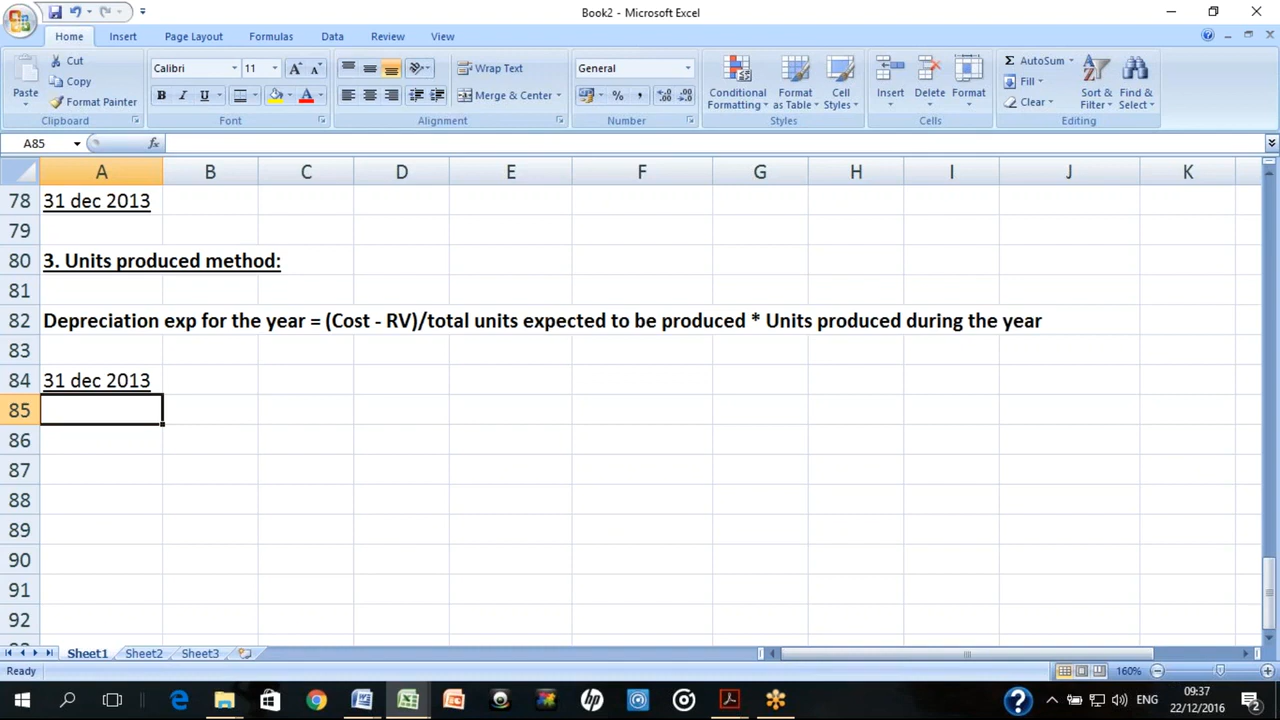 Book2 - Microsoft Excel
Home Insert Page Layout Formulas Data Review View
Cut
Copy
Format Painter
Paste
Clipboard
Calibri 11
B I U
Font
Wrap Text
Merge & Center
Alignment
General
% ,
Number
Conditional Formatting
Format as Table
Cell Styles
Styles
Insert Delete Format
Cells
AutoSum
Fill
Clear
Sort & Filter
Find & Select
Editing
A85 fx
A B C D E F G H I J K
78 31 dec 2013
79
80 3. Units produced method:
81
82 Depreciation exp for the year = (Cost - RV)/total units expected to be produced * Units produced during the year
83
84 31 dec 2013
85
86
87
88
89
90
91
92
Sheet1 Sheet2 Sheet3
Ready 160%
ENG 09:37
22/12/2016